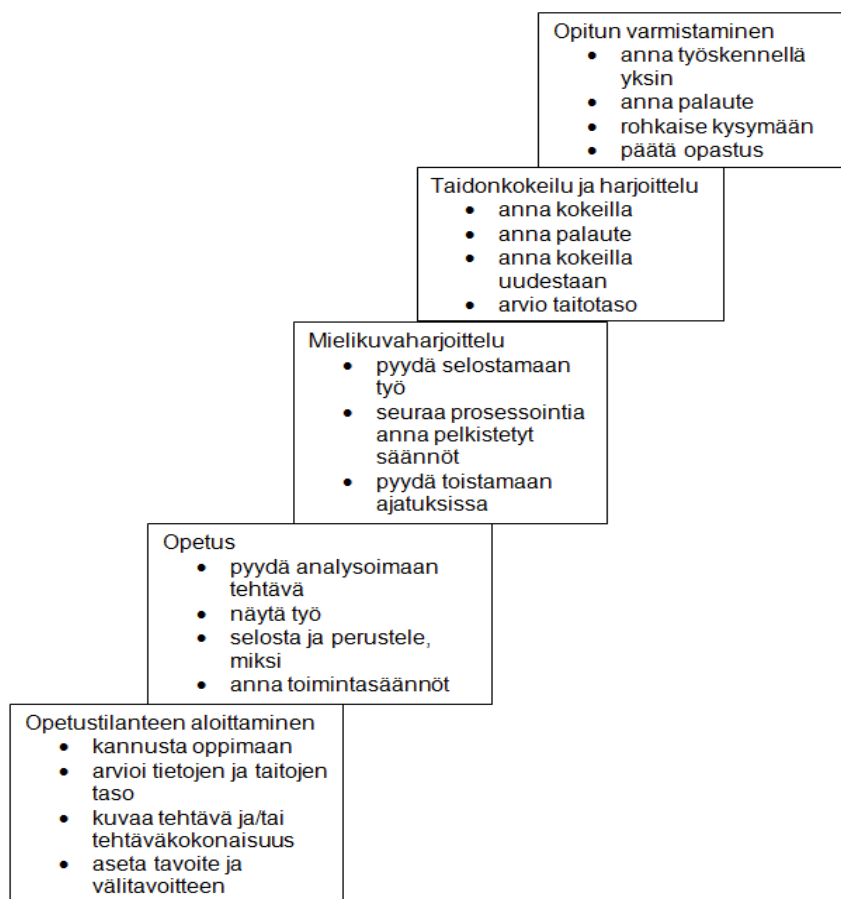 Opitun varmistaminen
• anna työskennellä
yksin
• anna palaute
• rohkaise kysymään
• päätä opastus
Taidonkokeilu ja harjoittelu
• anna kokeilla
• anna palaute
• anna kokeilla
uudestaan
• arvio taitotaso
Mielikuvaharjoittelu
• pyydä selostamaan
työ
• seuraa prosessointia
anna pelkistetyt
säännöt
• pyydä toistamaan
ajatuksissa
Opetus
• pyydä analysoimaan
tehtävä
• näytä työ
• selosta ja perustele,
miksi
• anna toimintasäännöt
Opetustilanteen aloittaminen
• kannusta oppimaan
• arvioi tietojen ja taitojen
taso
• kuvaa tehtävä ja/tai
tehtäväkokonaisuus
• aseta tavoite ja
välitavoitteen